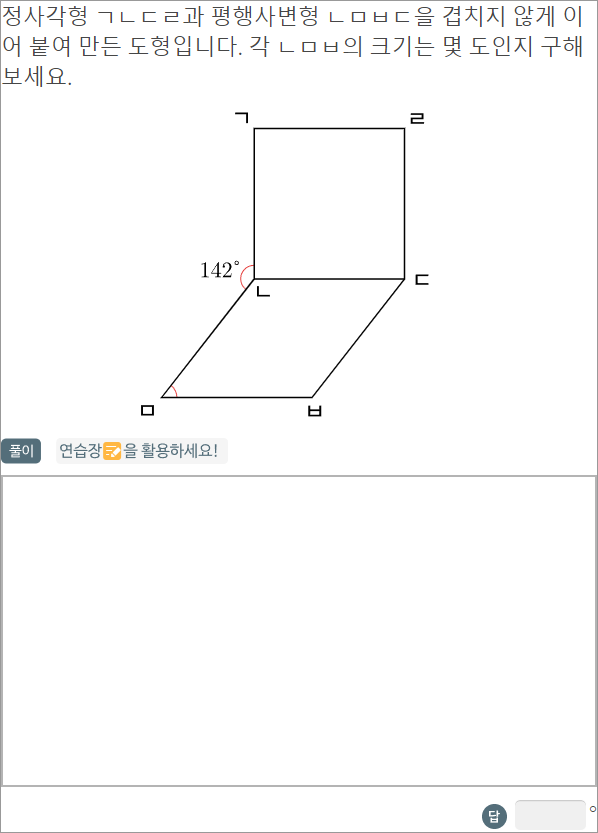 정사각형 ㄱㄴㄷㄹ과 평행사변형 ㄴㅁㅂㄷ을 겹치지 않게 이
어 붙여 만든 도형입니다. 각 ㄴㅁㅂ의 크기는 몇 도인지 구해
보세요.
ㄱ ㄹ
142°
ㄴ ㄷ
ㅁ ㅂ
풀이 연습장을 활용하세요!
답 °